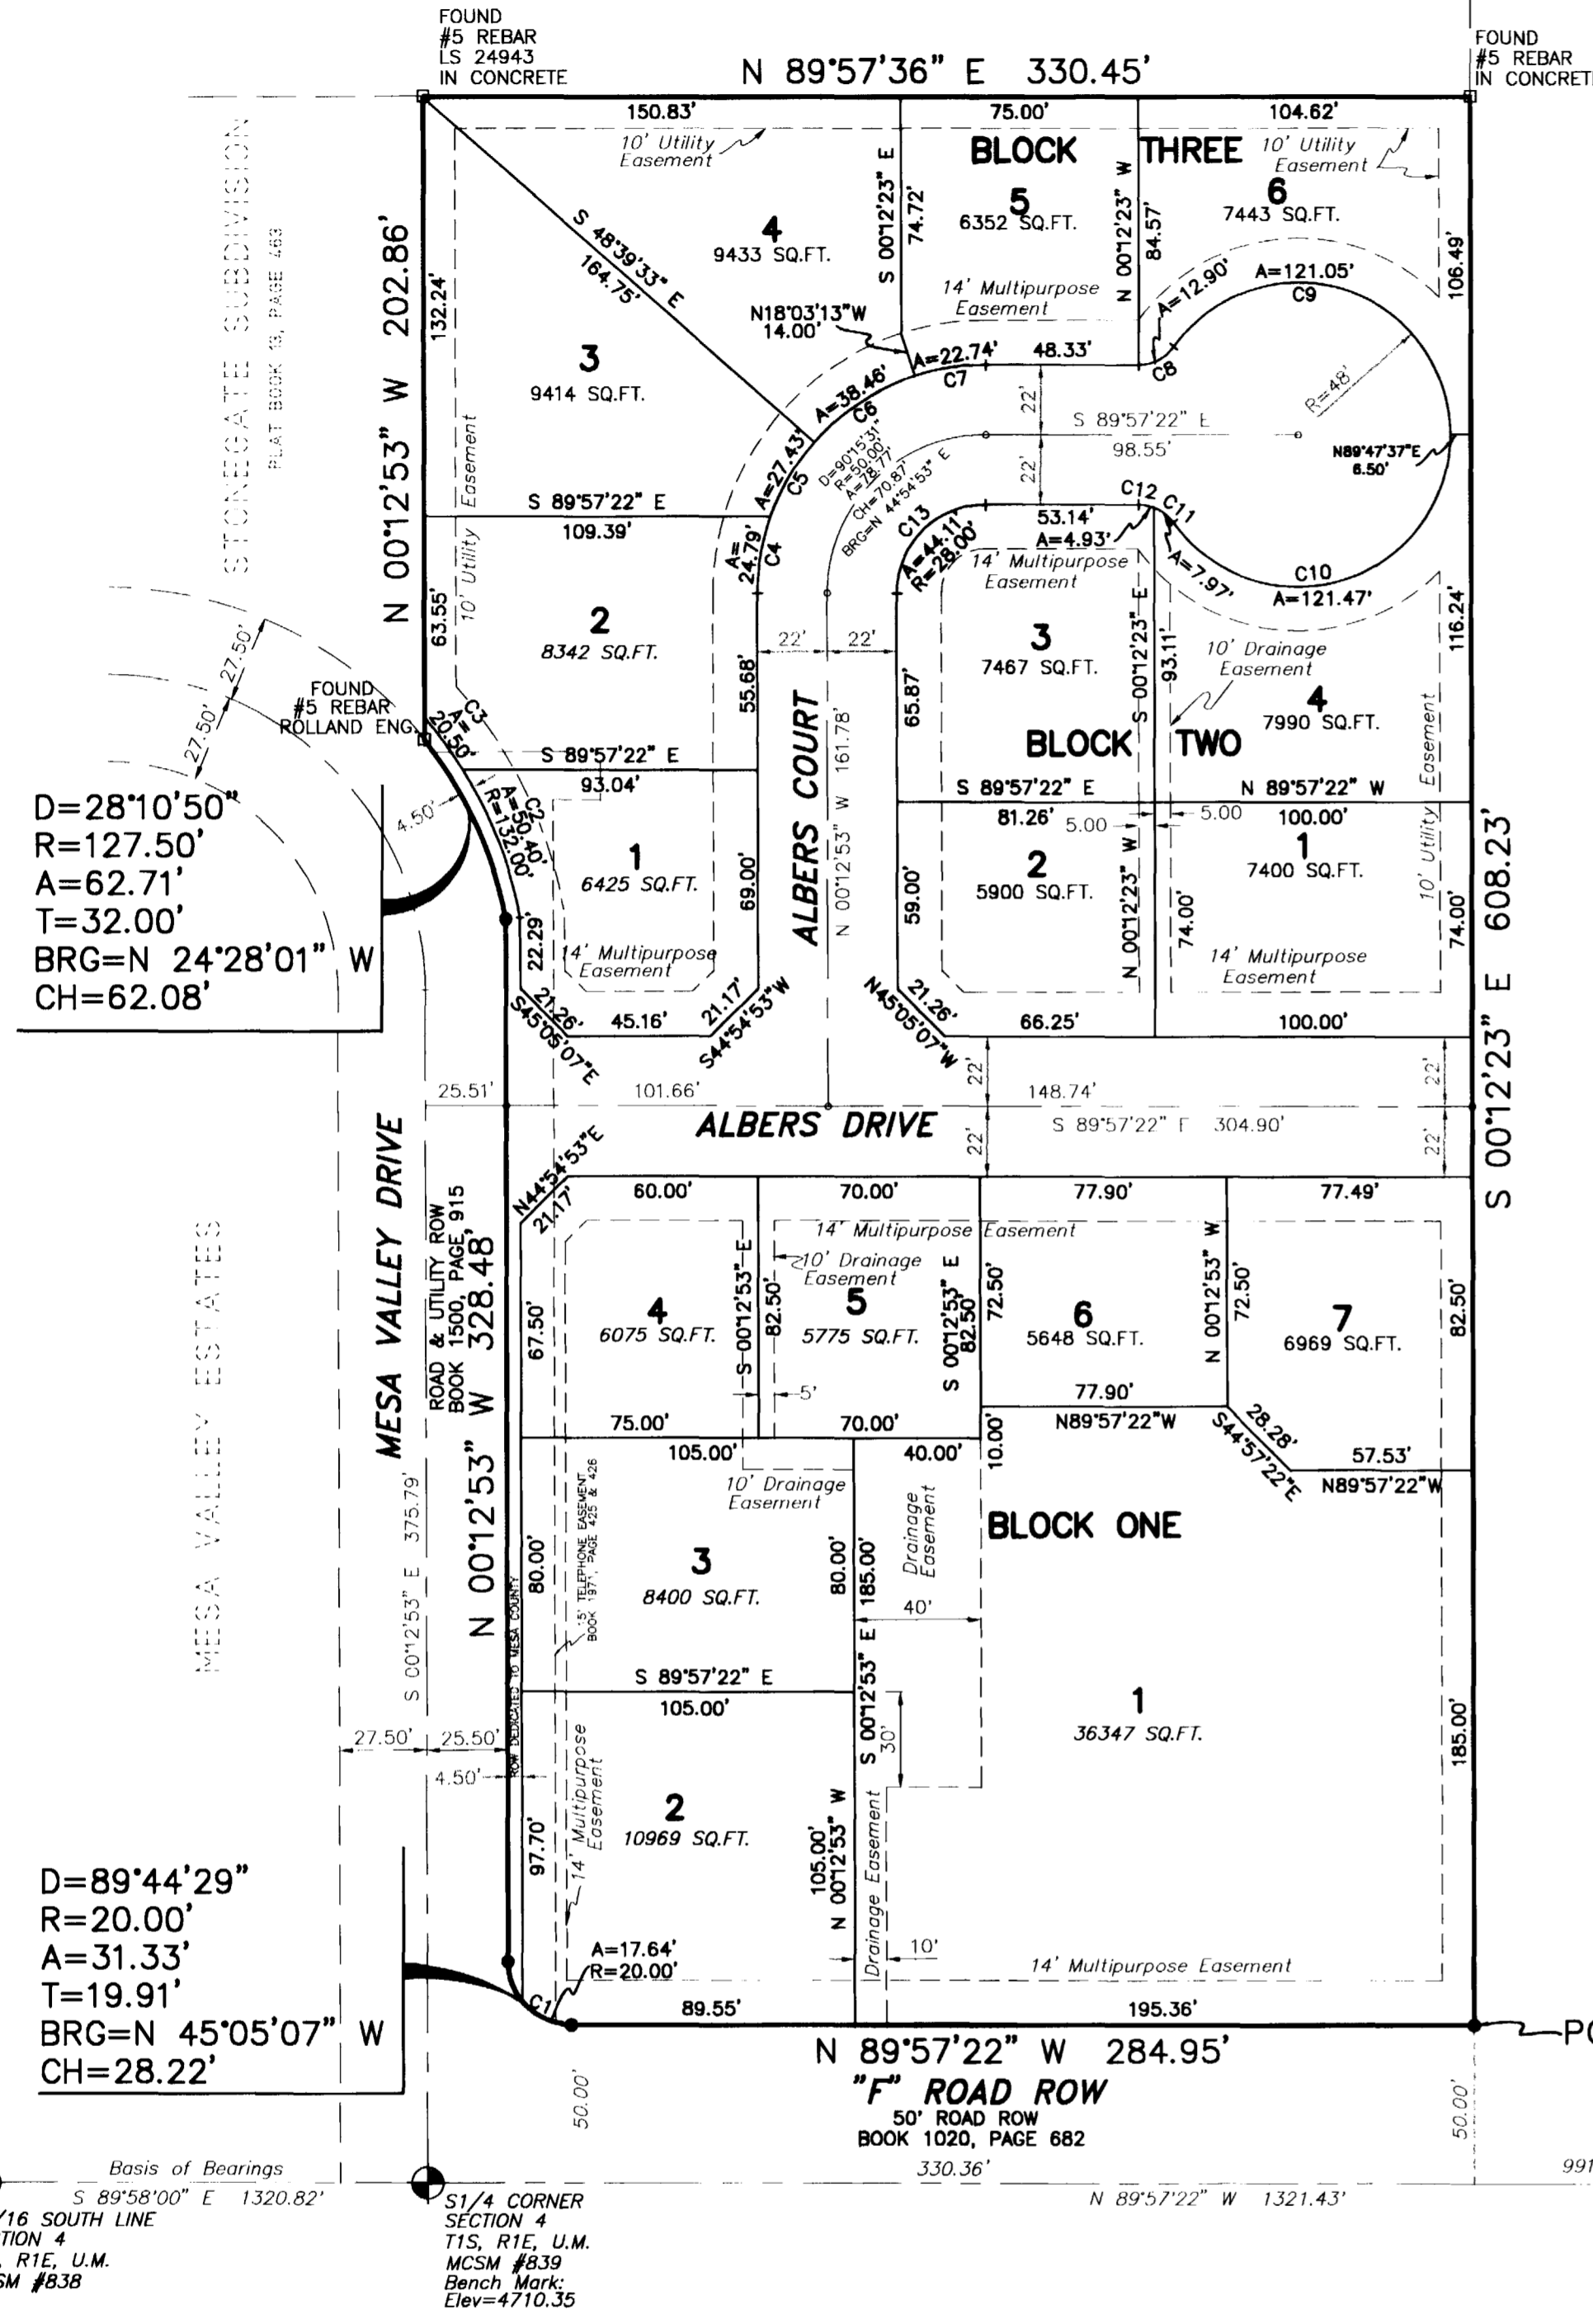 FOUND
#5 REBAR
LS 24943
IN CONCRETE
N 89°57'36" E 330.45'
FOUND
#5 REBAR
IN CONCRETE
150.83'
75.00'
104.62'
10' Utility
Easement
BLOCK THREE
10' Utility
Easement
STONEGATE SUBDIVISION
PLAT BOOK 13, PAGE 463
N 00°12'53" W 202.86'
132.24'
S 48°39'33" E
164.75'
4
9433 SQ.FT.
S 00°12'23" E
74.72'
5
6352 SQ.FT.
N 00°12'23" W
84.57'
6
7443 SQ.FT.
106.49'
14' Multipurpose
Easement
N18°03'13"W
14.00'
A=12.90'
A=121.05'
C9
3
9414 SQ.FT.
A=38.46'
C6
A=22.74'
C7
48.33'
C8
R=48'
22'
S 89°57'22" E
98.55'
N89°47'37"E
6.50'
22'
10' Utility Easement
A=27.43'
C5
D=90°15'31"
R=50.00'
A=78.77'
CH=70.87'
BRG=N 44°54'53" E
S 89°57'22" E
109.39'
A=
24.79'
C4
C13
A=44.11'
R=28.00'
53.14'
A=4.93'
C12
C11
A=7.97'
C10
A=121.47'
14' Multipurpose
Easement
63.55'
2
8342 SQ.FT.
22'
22'
55.68'
65.87'
3
7467 SQ.FT.
S 00°12'23" E
93.11'
10' Drainage
Easement
4
7990 SQ.FT.
116.24'
10' Utility Easement
27.50'
27.50'
FOUND
#5 REBAR
ROLLAND ENG.
C3
A=
20.50'
S 89°57'22" E
93.04'
ALBERS COURT
N 00°12'53" W 161.78'
BLOCK TWO
S 89°57'22" E
N 89°57'22" W
81.26'
5.00
5.00
100.00'
D=28°10'50"
R=127.50'
A=62.71'
T=32.00'
BRG=N 24°28'01" W
CH=62.08'
4.50'
C2
A=50.40'
R=132.00'
1
6425 SQ.FT.
69.00'
59.00'
2
5900 SQ.FT.
N 00°12'23" W
74.00'
1
7400 SQ.FT.
10' Utility Easement
74.00'
S 00°12'23" E 608.23'
22.29'
14' Multipurpose
Easement
14' Multipurpose
Easement
21.26'
S45°05'07"E
45.16'
21.17'
S44°54'53"W
N45°05'07"W
21.26'
66.25'
100.00'
25.51'
101.66'
22'
148.74'
22'
ALBERS DRIVE
S 89°57'22" E 304.90'
22'
22'
MESA VALLEY ESTATES
MESA VALLEY DRIVE
ROAD & UTILITY ROW
BOOK 1500, PAGE 915
N 00°12'53" W 328.48'
S 00°12'53" E 375.79'
N44°54'53"E
21.17'
60.00'
70.00'
77.90'
77.49'
14' Multipurpose Easement
10' Drainage
Easement
67.50'
4
6075 SQ.FT.
S 00°12'53" E
82.50'
5
5775 SQ.FT.
S 00°12'53" E
82.50'
72.50'
6
5648 SQ.FT.
N 00°12'53" W
72.50'
7
6969 SQ.FT.
82.50'
5'
77.90'
N89°57'22"W
75.00'
70.00'
10.00'
28.28'
S44°57'22"E
57.53'
N89°57'22"W
105.00'
40.00'
10' Drainage
Easement
Drainage
Easement
BLOCK ONE
15' TELEPHONE EASEMENT
BOOK 1971, PAGE 425 & 426
80.00'
3
8400 SQ.FT.
80.00'
185.00'
S 00°12'53" E
40'
ROW DEDICATED TO MESA COUNTY
S 89°57'22" E
105.00'
1
36347 SQ.FT.
185.00'
27.50'
25.50'
4.50'
30'
14' Multipurpose
Easement
2
10969 SQ.FT.
97.70'
105.00'
N 00°12'53" W
Drainage Easement
10'
14' Multipurpose Easement
D=89°44'29"
R=20.00'
A=31.33'
T=19.91'
BRG=N 45°05'07" W
CH=28.22'
A=17.64'
R=20.00'
C1
89.55'
195.36'
N 89°57'22" W 284.95'
"F" ROAD ROW
50' ROAD ROW
BOOK 1020, PAGE 682
50.00'
50.00'
Basis of Bearings
S 89°58'00" E 1320.82'
330.36'
991
N 89°57'22" W 1321.43'
/16 SOUTH LINE
TION 4
, R1E, U.M.
SM #838
S1/4 CORNER
SECTION 4
T1S, R1E, U.M.
MCSM #839
Bench Mark:
Elev=4710.35